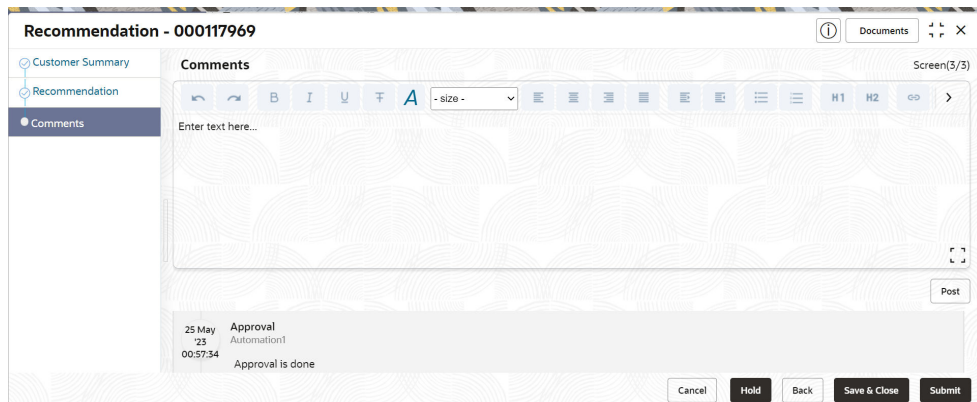 Recommendation - 000117969
Documents
Customer Summary
Recommendation
Comments
Comments
Screen(3/3)
B I U T A - size - H1 H2
Enter text here...
Post
25 May '23 00:57:34
Approval
Automation1
Approval is done
Cancel Hold Back Save & Close Submit